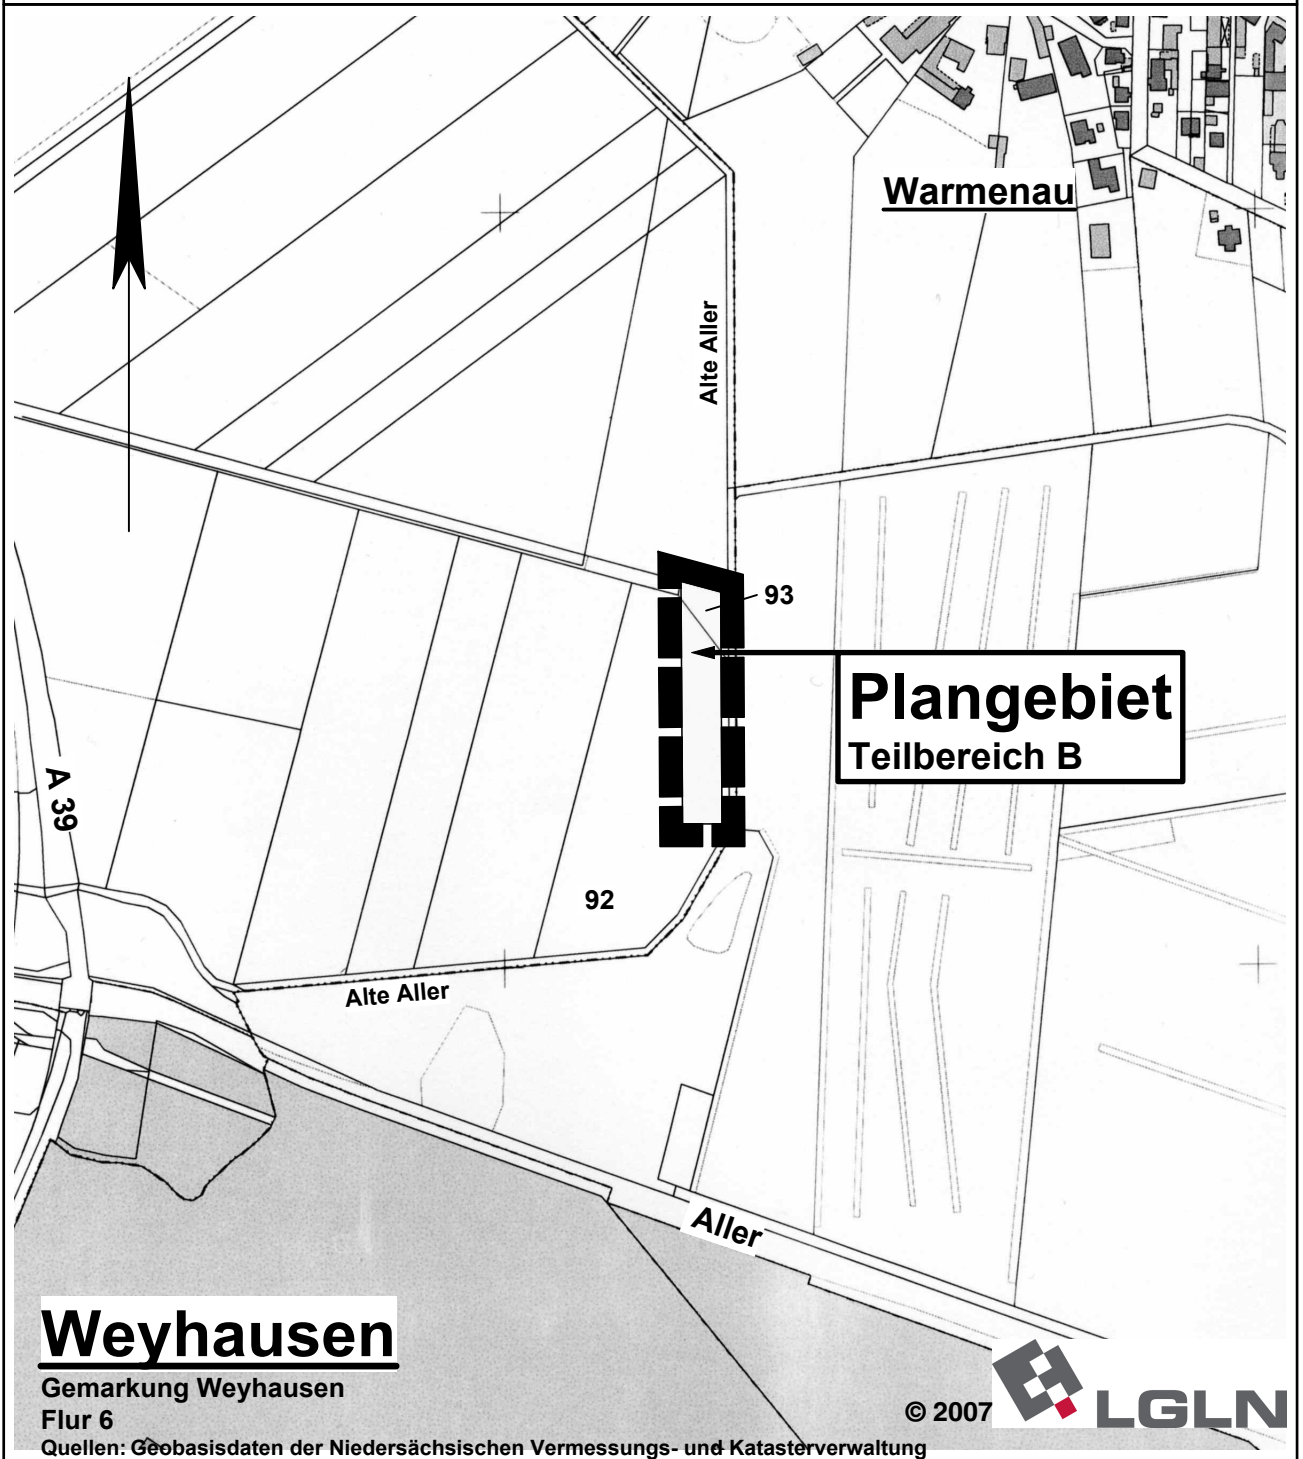 Warmenau
Alte Aller
93
Plangebiet
Teilbereich B
A 39
92
Alte Aller
Aller
Weyhausen
Gemarkung Weyhausen
Flur 6
© 2007
LGLN
Quellen: Geobasisdaten der Niedersächsischen Vermessungs- und Katasterverwaltung